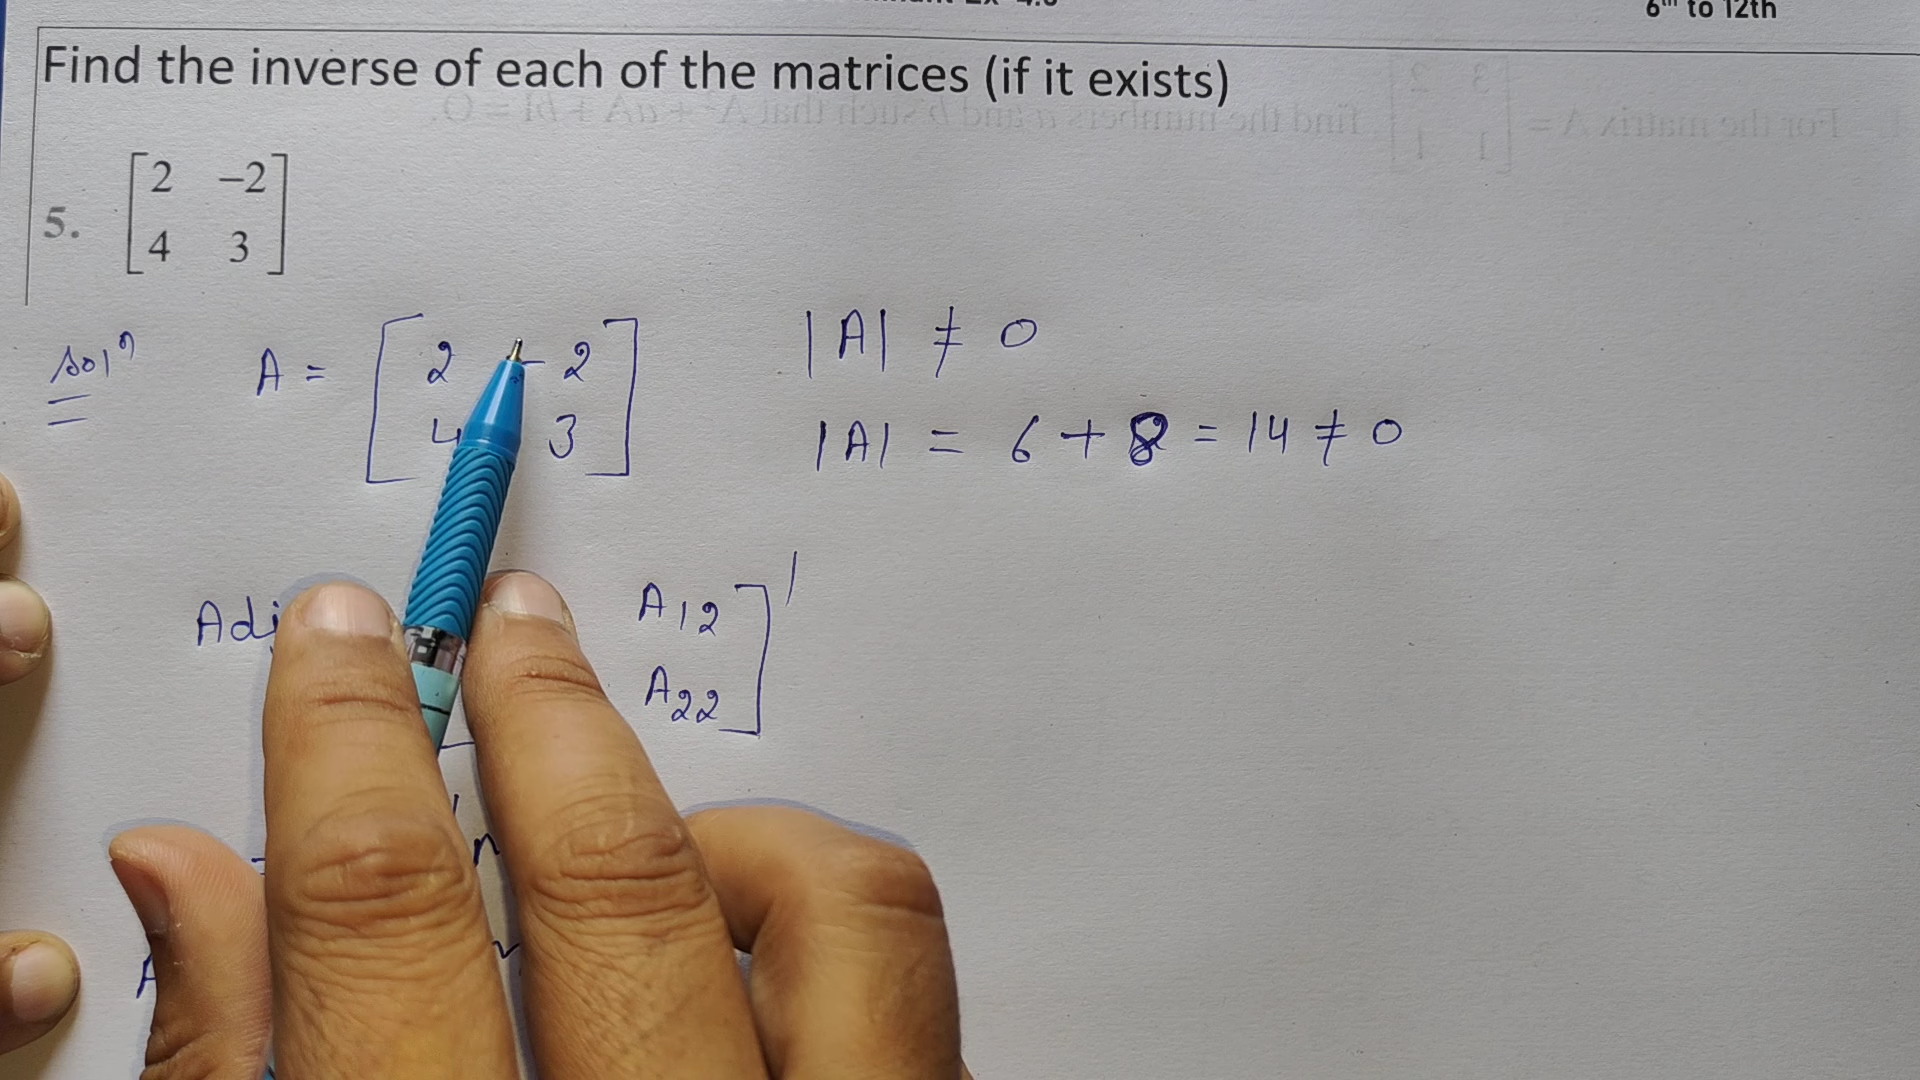 6th to 12th
Find the inverse of each of the matrices (if it exists)
5. [2 −2
4 3]
Solⁿ A = [2 −2
4 3]
|A| ≠ 0
|A| = 6 + 8 = 14 ≠ 0
Adj A12
A22]'